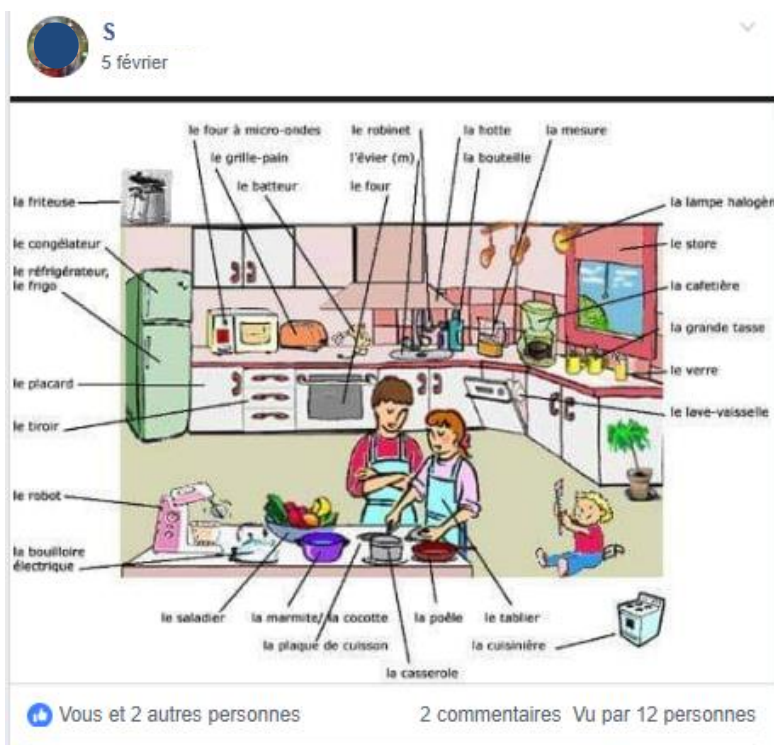 S
5 février
le four à micro-ondes le robinet la hotte la mesure
le grille-pain l'évier (m) la bouteille
le batteur le four
la friteuse
la lampe halogèn
le congélateur
le store
le réfrigérateur,
le frigo
la cafetière
la grande tasse
le placard
le verre
le tiroir
le lave-vaisselle
le robot
la bouilloire
électrique
le saladier la marmite/la cocotte la poêle le tablier
la plaque de cuisson la cuisinière
la casserole
Vous et 2 autres personnes 2 commentaires Vu par 12 personnes